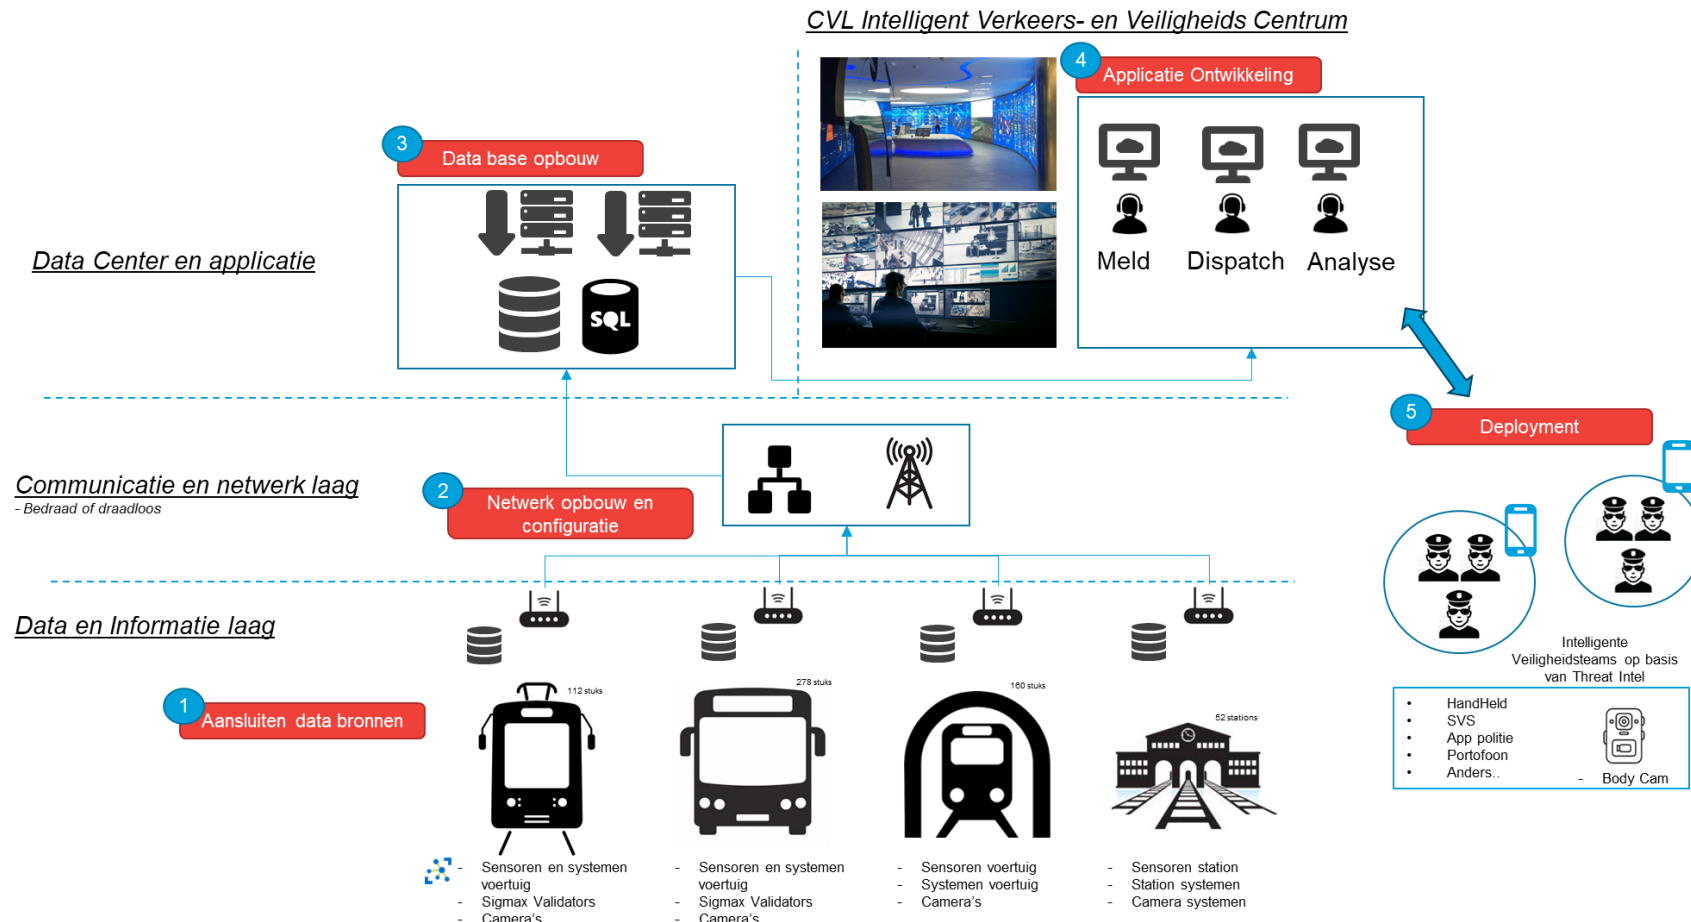 CVL Intelligent Verkeers- en Veiligheids Centrum
4
Applicatie Ontwikkeling
3
Data base opbouw
SQL
Meld
Dispatch
Analyse
Data Center en applicatie
5
Deployment
Communicatie en netwerk laag
- Bedraad of draadloos
2
Netwerk opbouw en
configuratie
Data en Informatie laag
Intelligente
Veiligheidsteams op basis
van Threat Intel
1
Aansluiten data bronnen
112 stuks
278 stuks
160 stuks
52 stations
• HandHeld
• SVS
• App politie
• Portofoon
• Anders..
- Body Cam
- Sensoren en systemen
voertuig
- Sigmax Validators
- Camera's
- Sensoren en systemen
voertuig
- Sigmax Validators
- Camera's
- Sensoren voertuig
- Systemen voertuig
- Camera's
- Sensoren station
- Station systemen
- Camera systemen